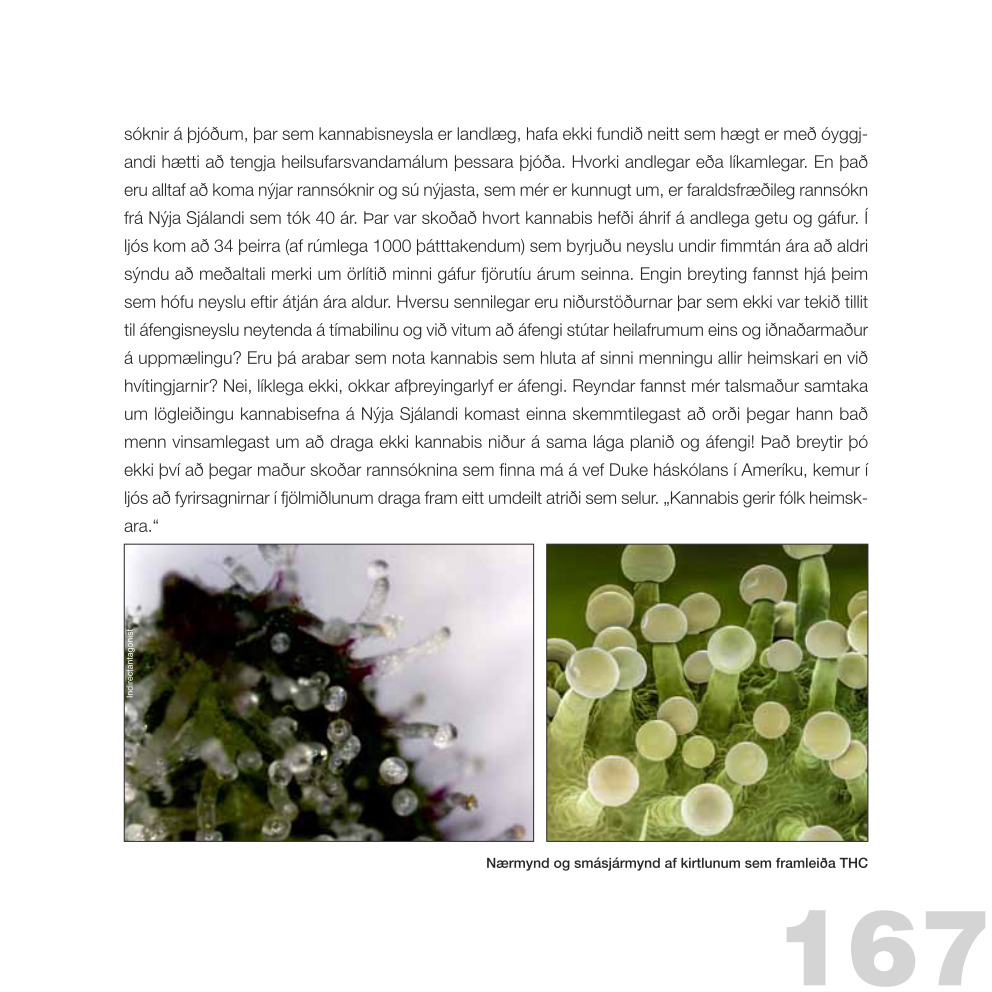 sóknir á þjóðum, þar sem kannabisneysla er landlæg, hafa ekki fundið neitt sem hægt er með óyggj-
andi hætti að tengja heilsufarsvandamálum þessara þjóða. Hvorki andlegar eða líkamlegar. En það
eru alltaf að koma nýjar rannsóknir og sú nýjasta, sem mér er kunnugt um, er faraldsfræðileg rannsókn
frá Nýja Sjálandi sem tók 40 ár. Þar var skoðað hvort kannabis hefði áhrif á andlega getu og gáfur. Í
ljós kom að 34 þeirra (af rúmlega 1000 þátttakendum) sem byrjuðu neyslu undir fimmtán ára að aldri
sýndu að meðaltali merki um örlítið minni gáfur fjörutíu árum seinna. Engin breyting fannst hjá þeim
sem hófu neyslu eftir átján ára aldur. Hversu sennilegar eru niðurstöðurnar þar sem ekki var tekið tillit
til áfengisneyslu neytenda á tímabilinu og við vitum að áfengi stútar heilafrumum eins og iðnaðarmaður
á uppmælingu? Eru þá arabar sem nota kannabis sem hluta af sinni menningu allir heimskari en við
hvítingjarnir? Nei, líklega ekki, okkar afþreyingarlyf er áfengi. Reyndar fannst mér talsmaður samtaka
um lögleiðingu kannabisefna á Nýja Sjálandi komast einna skemmtilegast að orði þegar hann bað
menn vinsamlegast um að draga ekki kannabis niður á sama lága planið og áfengi! Það breytir þó
ekki því að þegar maður skoðar rannsóknina sem finna má á vef Duke háskólans í Ameríku, kemur í
ljós að fyrirsagnirnar í fjölmiðlunum draga fram eitt umdeilt atriði sem selur. „Kannabis gerir fólk heimsk-
ara.“
Indirectantagonist
Nærmynd og smásjármynd af kirtlunum sem framleiða THC
167